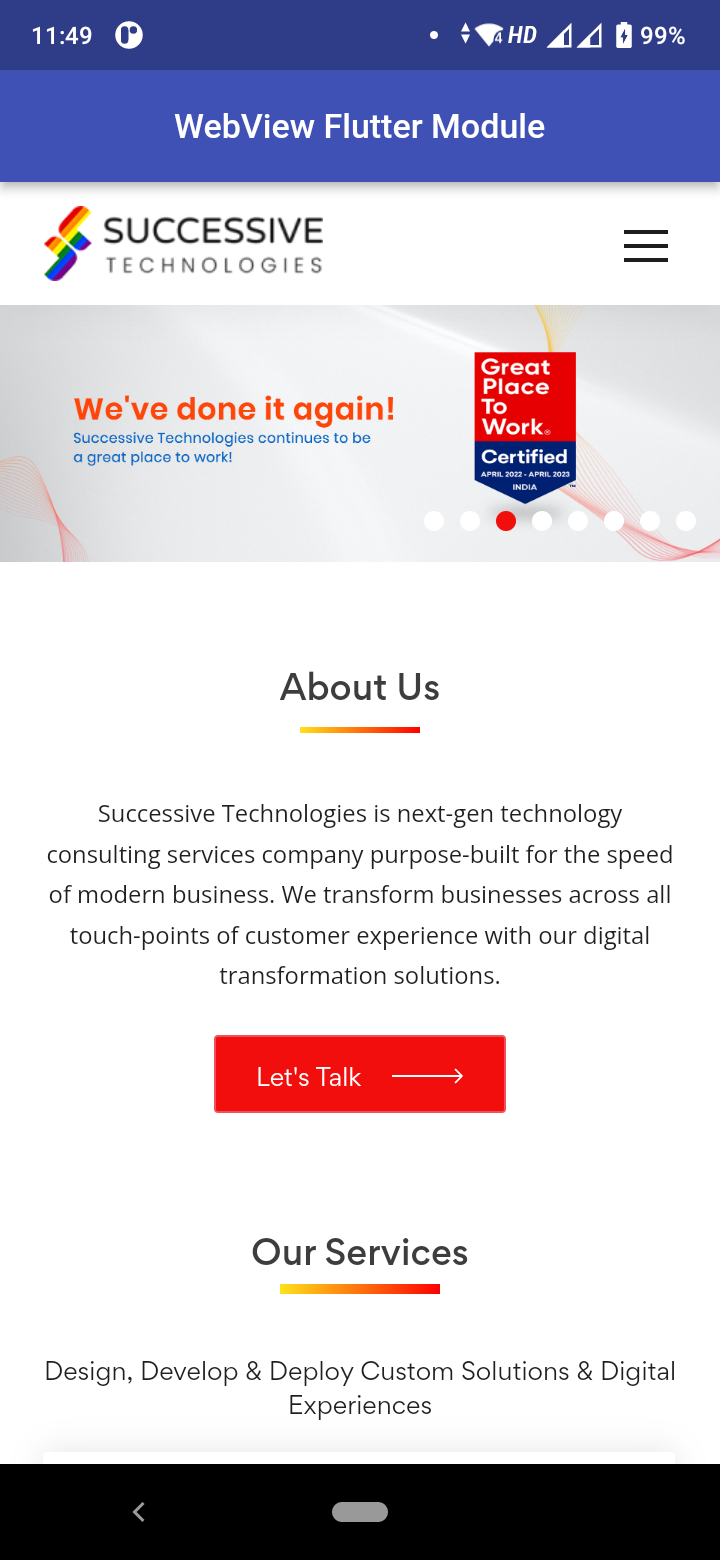 11:49
4 HD 99%
WebView Flutter Module
SUCCESSIVE
TECHNOLOGIES
We've done it again!
Successive Technologies continues to be
a great place to work!
Great
Place
To
Work®
Certified
APRIL 2022 - APRIL 2023
INDIA
™
About Us
Successive Technologies is next-gen technology
consulting services company purpose-built for the speed
of modern business. We transform businesses across all
touch-points of customer experience with our digital
transformation solutions.
Let's Talk
Our Services
Design, Develop & Deploy Custom Solutions & Digital
Experiences